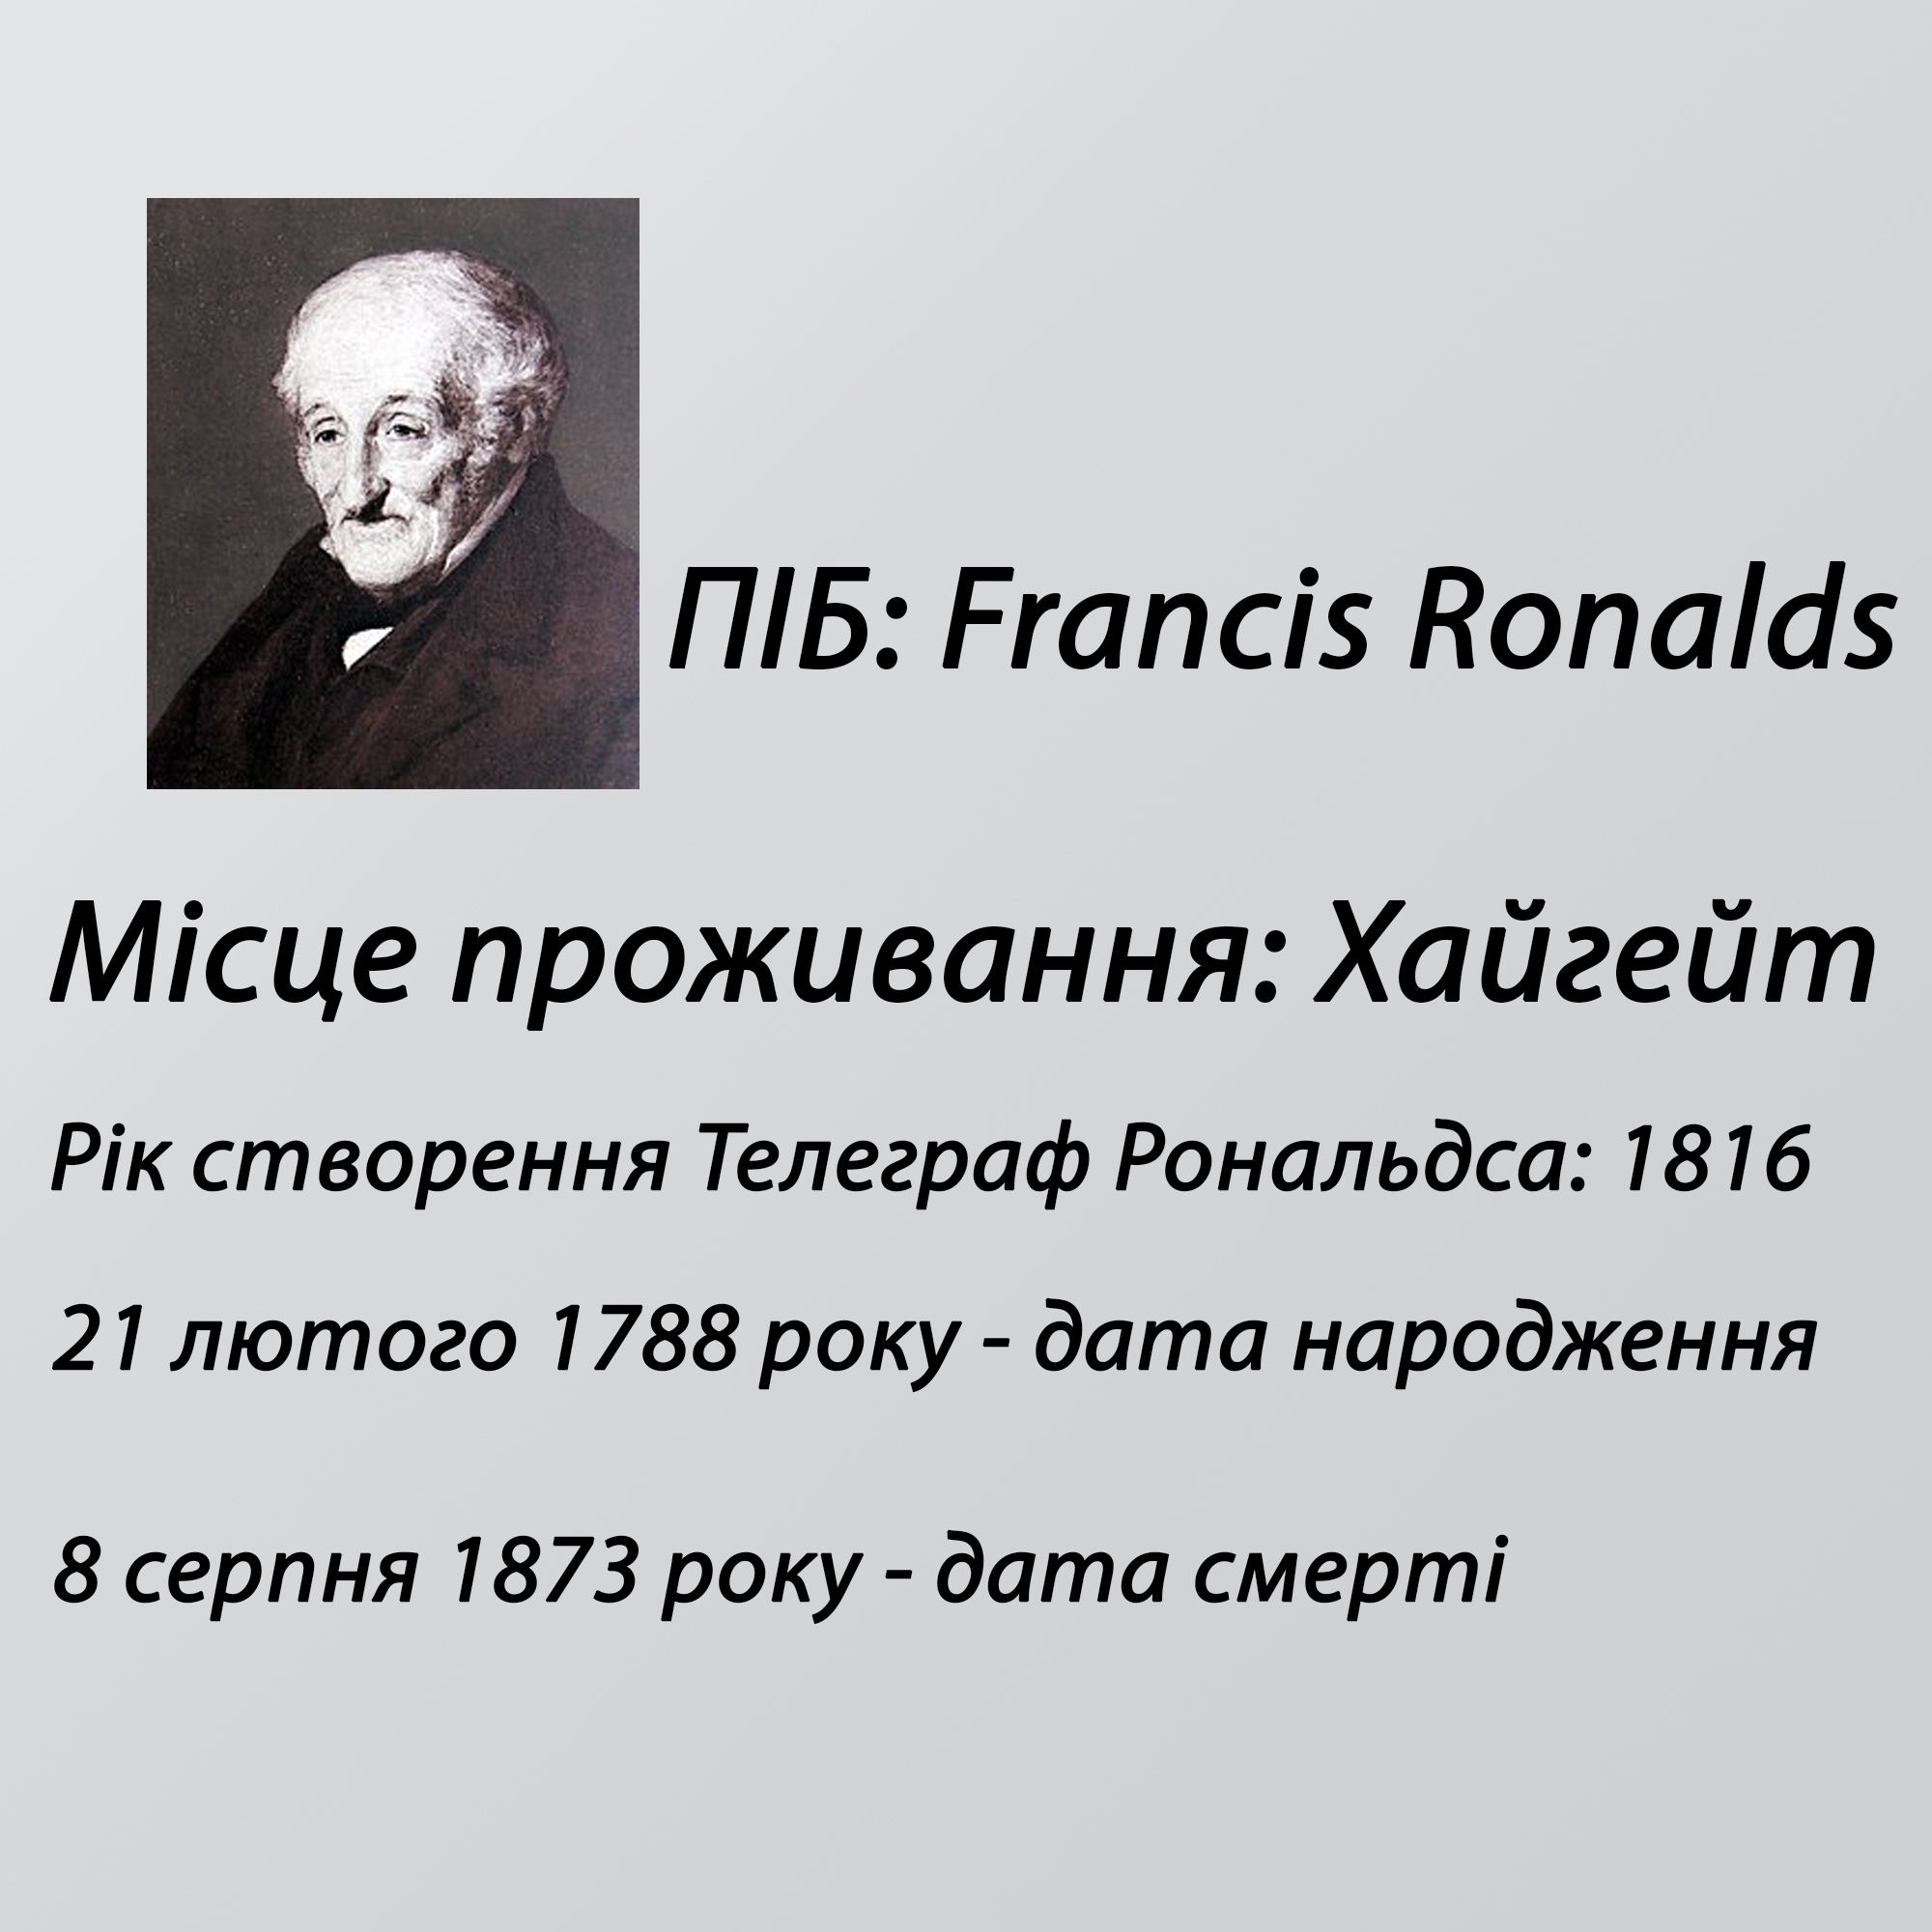 ПІБ: Francis Ronalds
Місце проживання: Хайгейт
Рік створення Телеграф Рональдса: 1816
21 лютого 1788 року - дата народження
8 серпня 1873 року - дата смерті